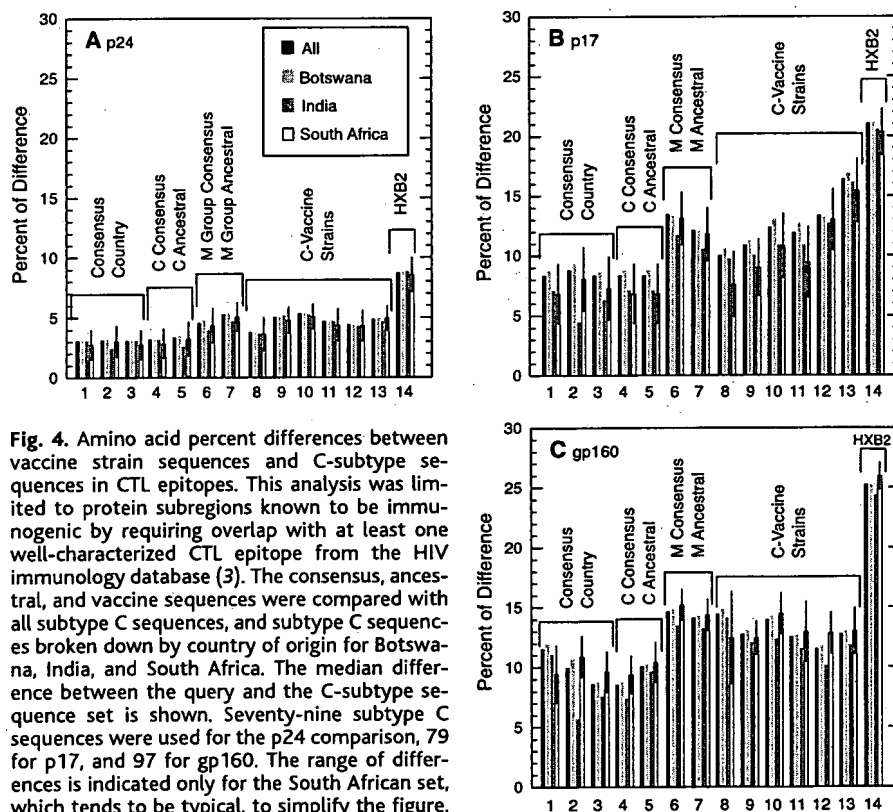 30
25
20
15
10
5
0
Percent of Difference
A p24
All
Botswana
India
South Africa
Consensus
Country
C Consensus
C Ancestral
M Group Consensus
M Group Ancestral
C-Vaccine
Strains
HXB2
1 2 3 4 5 6 7 8 9 10 11 12 13 14
30
25
20
15
10
5
0
Percent of Difference
B p17
Consensus
Country
C Consensus
C Ancestral
M Consensus
M Ancestral
C-Vaccine
Strains
HXB2
1 2 3 4 5 6 7 8 9 10 11 12 13 14
Fig. 4. Amino acid percent differences between
vaccine strain sequences and C-subtype se-
quences in CTL epitopes. This analysis was lim-
ited to protein subregions known to be immu-
nogenic by requiring overlap with at least one
well-characterized CTL epitope from the HIV
immunology database (3). The consensus, ances-
tral, and vaccine sequences were compared with
all subtype C sequences, and subtype C sequenc-
es broken down by country of origin for Botswa-
na, India, and South Africa. The median differ-
ence between the query and the C-subtype se-
quence set is shown. Seventy-nine subtype C
sequences were used for the p24 comparison, 79
for p17, and 97 for gp160. The range of differ-
ences is indicated only for the South African set,
which tends to be typical, to simplify the figure.
30
25
20
15
10
5
0
Percent of Difference
C gp160
Consensus
Country
C Consensus
C Ancestral
M Consensus
M Ancestral
C-Vaccine
Strains
HXB2
1 2 3 4 5 6 7 8 9 10 11 12 13 14